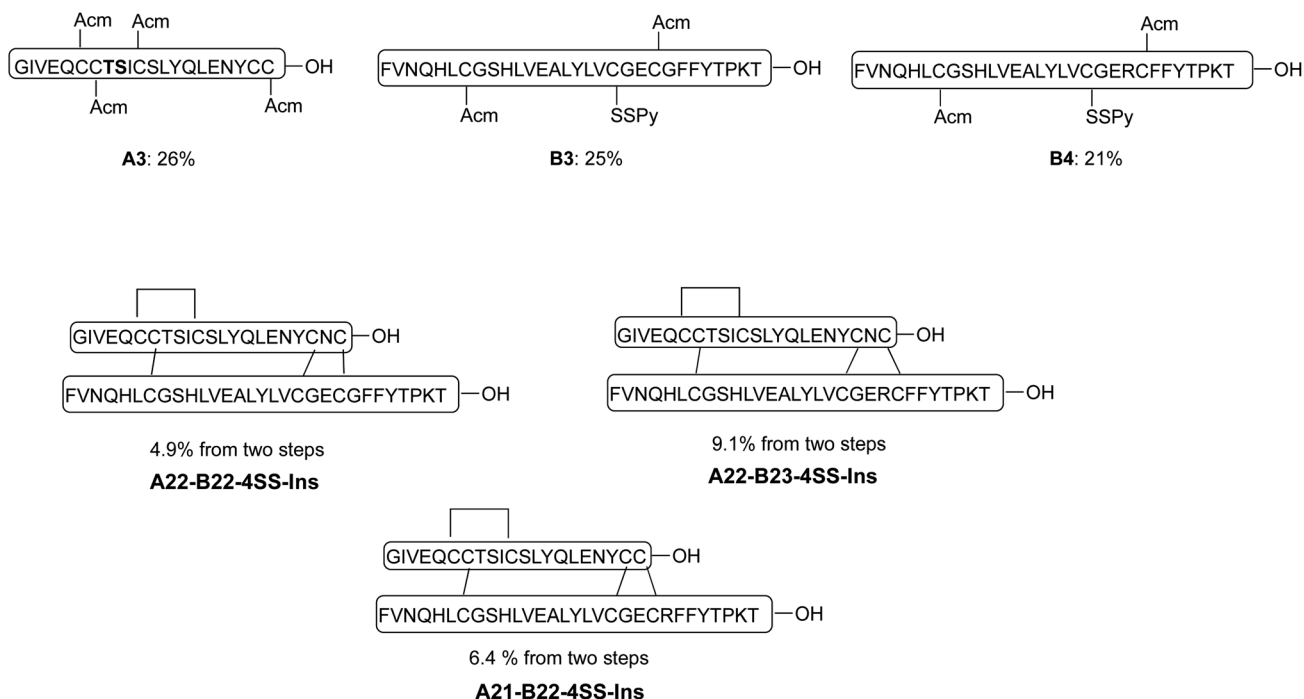 Acm Acm
GIVEQCCTSICSLYQLENYCC OH
Acm Acm
A3: 26%
Acm
FVNQHLCGSHLVEALYLVCGECGFFYTPKT OH
Acm SSPy
B3: 25%
Acm
FVNQHLCGSHLVEALYLVCGERCFFYTPKT OH
Acm SSPy
B4: 21%
GIVEQCCTSICSLYQLENYCNC OH
FVNQHLCGSHLVEALYLVCGECGFFYTPKT OH
4.9% from two steps
A22-B22-4SS-Ins
GIVEQCCTSICSLYQLENYCNC OH
FVNQHLCGSHLVEALYLVCGERCFFYTPKT OH
9.1% from two steps
A22-B23-4SS-Ins
GIVEQCCTSICSLYQLENYCC OH
FVNQHLCGSHLVEALYLVCGECRFFYTPKT OH
6.4 % from two steps
A21-B22-4SS-Ins